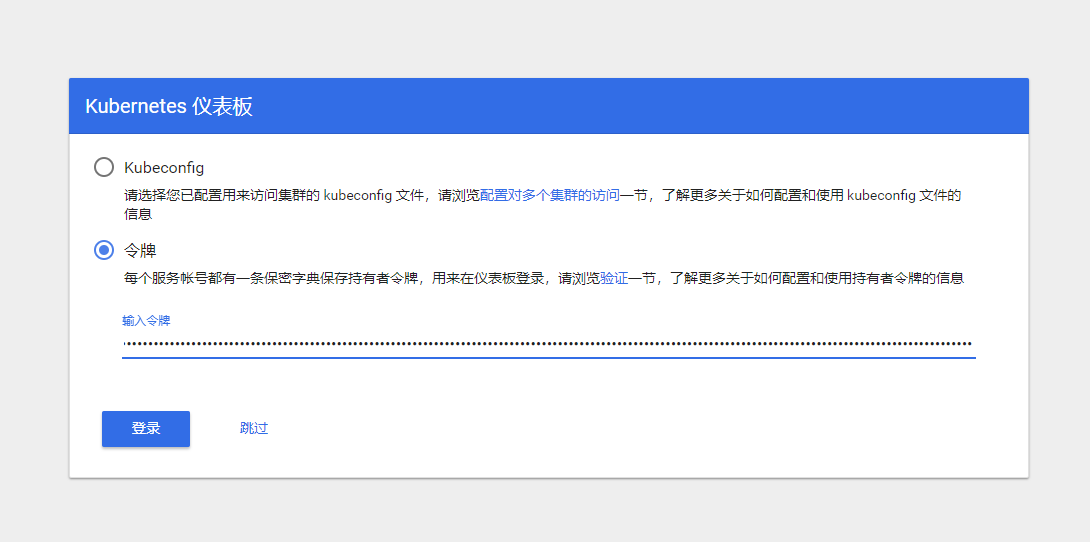 Kubernetes 仪表板
Kubeconfig
请选择您已配置用来访问集群的 kubeconfig 文件，请浏览配置对多个集群的访问一节，了解更多关于如何配置和使用 kubeconfig 文件的
信息
令牌
每个服务帐号都有一条保密字典保存持有者令牌，用来在仪表板登录，请浏览验证一节，了解更多关于如何配置和使用持有者令牌的信息
输入令牌
登录 跳过